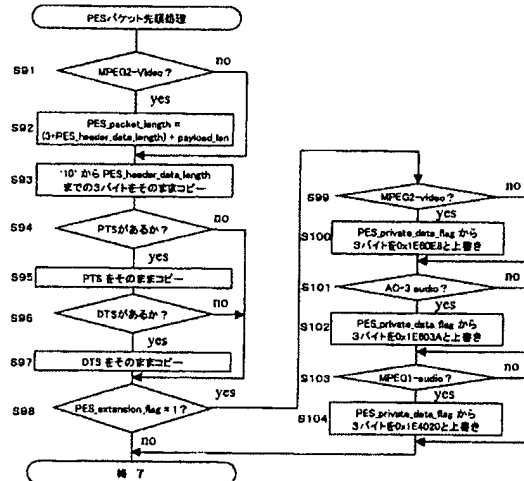 PESパケット先頭処理
S91
MPEG2-Video？
no
yes
S92
PES_packet_length =
(3+PES_header_data_length) + payload_len
S93
'10' から PES_header_data_length
までの3バイトをそのままコピー
S94
PTSがあるか？
no
yes
S95
PTS をそのままコピー
S96
DTSがあるか？
no
yes
S97
DTS をそのままコピー
S98
PES_extension_flag = 1？
yes
no
終 了
S99
MPEG2-video？
no
yes
S100
PES_private_data_flag から
3バイトを0x1E60E8と上書き
S101
AC-3 audio？
no
yes
S102
PES_private_data_flag から
3バイトを0x1E603Aと上書き
S103
MPEG1-audio？
no
yes
S104
PES_private_data_flag から
3バイトを0x1E4020と上書き